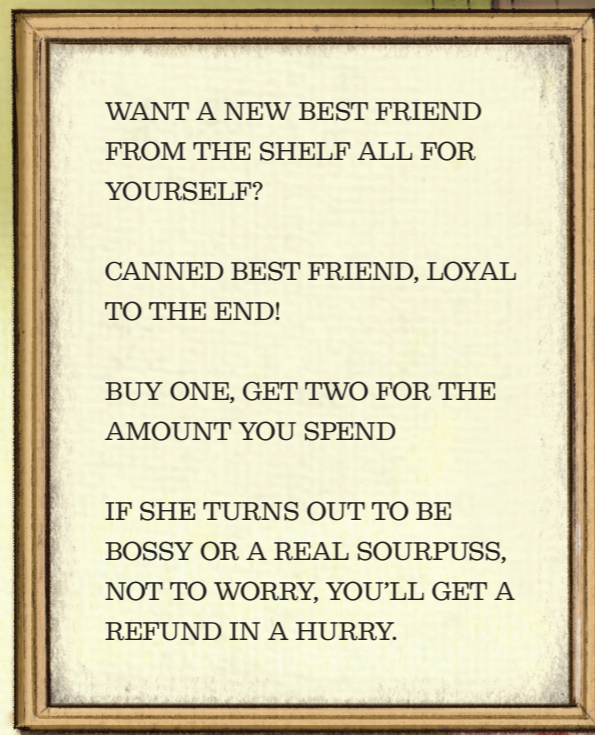 WANT A NEW BEST FRIEND
FROM THE SHELF ALL FOR
YOURSELF?
CANNED BEST FRIEND, LOYAL
TO THE END!
BUY ONE, GET TWO FOR THE
AMOUNT YOU SPEND
IF SHE TURNS OUT TO BE
BOSSY OR A REAL SOURPUSS,
NOT TO WORRY, YOU’LL GET A
REFUND IN A HURRY.